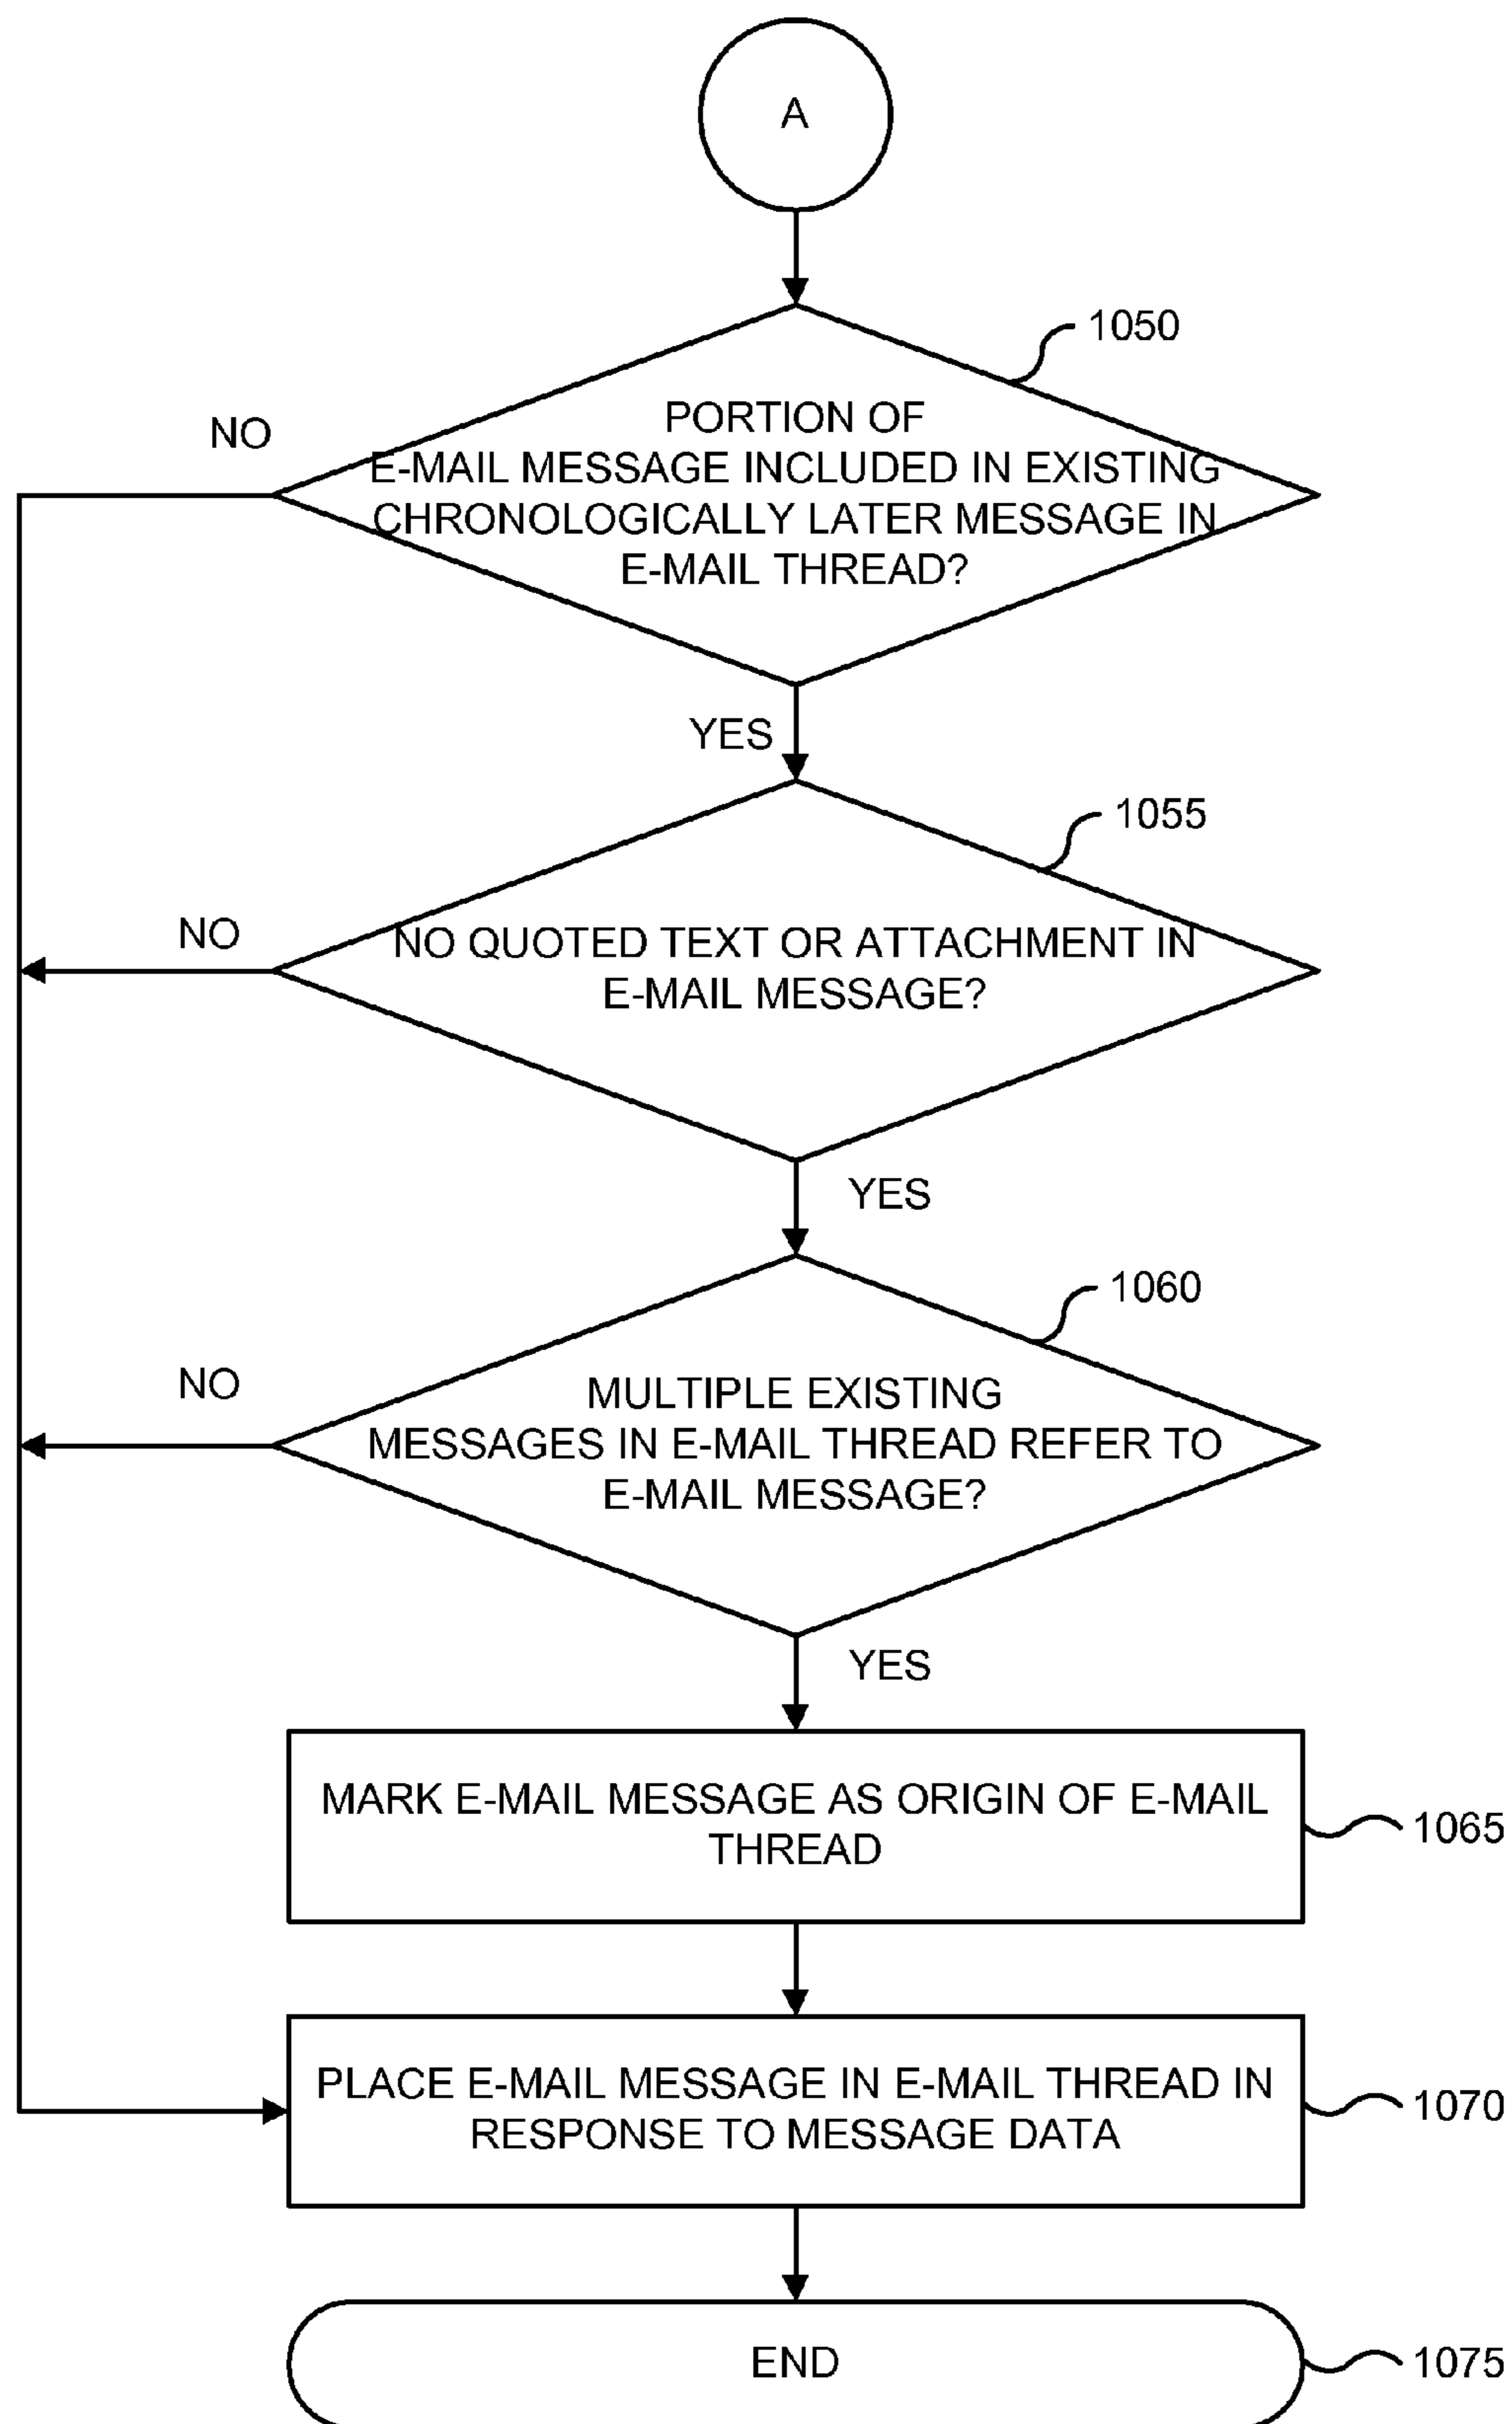 A
1050
PORTION OF
NO
E-MAIL MESSAGE INCLUDED IN EXISTING
CHRONOLOGICALLY LATER MESSAGE IN
E-MAIL THREAD?
YES
1055
NO
NO QUOTED TEXT OR ATTACHMENT IN
E-MAIL MESSAGE?
YES
1060
NO
MULTIPLE EXISTING
MESSAGES IN E-MAIL THREAD REFER TO
E-MAIL MESSAGE?
YES
MARK E-MAIL MESSAGE AS ORIGIN OF E-MAIL
THREAD
1065
PLACE E-MAIL MESSAGE IN E-MAIL THREAD IN
RESPONSE TO MESSAGE DATA
1070
END
1075